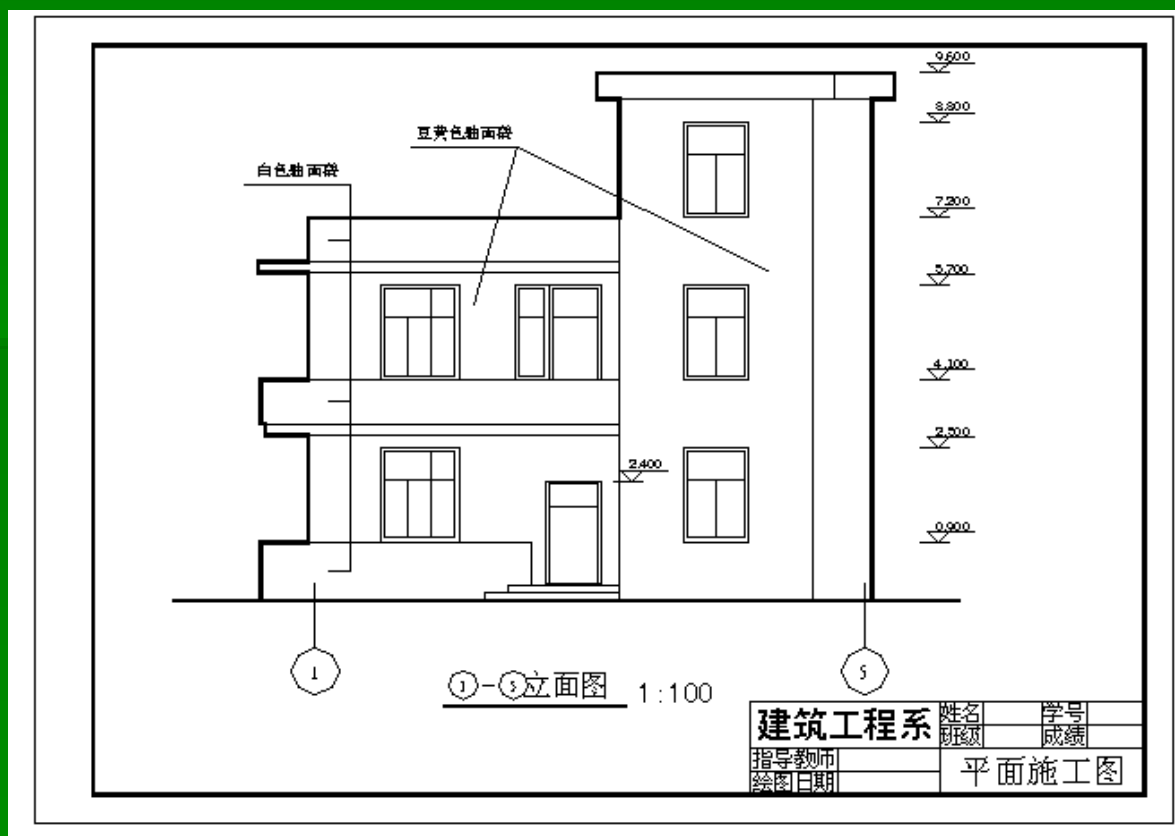 9.600
豆黄色釉面砖
8.800
白色釉面砖
7.200
5.700
4.100
2.500
2.400
0.900
1
5
1-5立面图 1:100
建筑工程系 姓名 学号
班级 成绩
指导教师
绘图日期
平面施工图